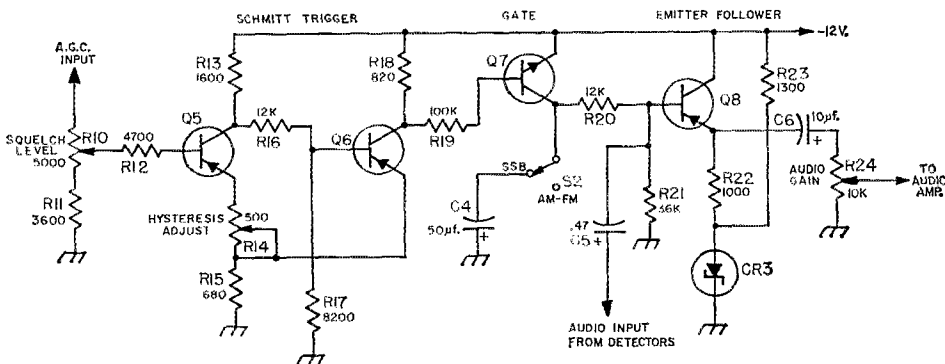 SCHMITT TRIGGER
GATE
EMITTER FOLLOWER
-12V.
A.G.C.
INPUT
R13
1600
R18
820
Q7
R23
1300
R10
SQUELCH
LEVEL
5000
4700
R12
Q5
12K
R16
Q6
100K
R19
12K
R20
Q8
C6
10µf.
+
R11
3600
HYSTERESIS
ADJUST
500
R14
SSB
S2
AM-FM
C4
50µf.
+
.47
C5
+
R21
36K
R22
1000
AUDIO
GAIN
R24
10K
TO
AUDIO
AMP.
R15
680
R17
8200
CR3
AUDIO INPUT
FROM DETECTORS